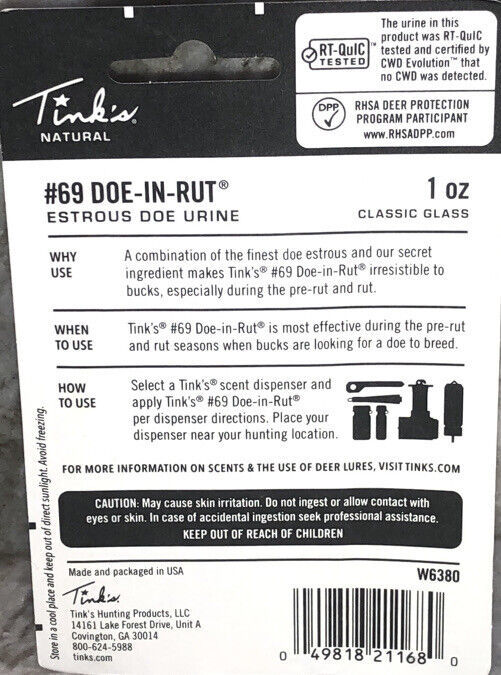 The urine in this
product was RT-QuIC
tested and certified by
CWD Evolution™ that
no CWD was detected.
RT-QuIC™
TESTED
DPP
RHSA DEER PROTECTION
PROGRAM PARTICIPANT
www.RHSADPP.com
Tink's
NATURAL
#69 DOE-IN-RUT® 1 oz
ESTROUS DOE URINE CLASSIC GLASS
WHY
USE
A combination of the finest doe estrous and our secret
ingredient makes Tink's® #69 Doe-in-Rut® irresistible to
bucks, especially during the pre-rut and rut.
WHEN
TO USE
Tink's® #69 Doe-in-Rut® is most effective during the pre-rut
and rut seasons when bucks are looking for a doe to breed.
HOW
TO USE
Select a Tink's® scent dispenser and
apply Tink's® #69 Doe-in-Rut®
per dispenser directions. Place your
dispenser near your hunting location.
FOR MORE INFORMATION ON SCENTS & THE USE OF DEER LURES, VISIT TINKS.COM
CAUTION: May cause skin irritation. Do not ingest or allow contact with
eyes or skin. In case of accidental ingestion seek professional assistance.
KEEP OUT OF REACH OF CHILDREN
Store in a cool place and keep out of direct sunlight. Avoid freezing.
Made and packaged in USA
W6380
Tink's
Tink's Hunting Products, LLC
14161 Lake Forest Drive, Unit A
Covington, GA 30014
800-624-5988
tinks.com
0 49818 21168 0